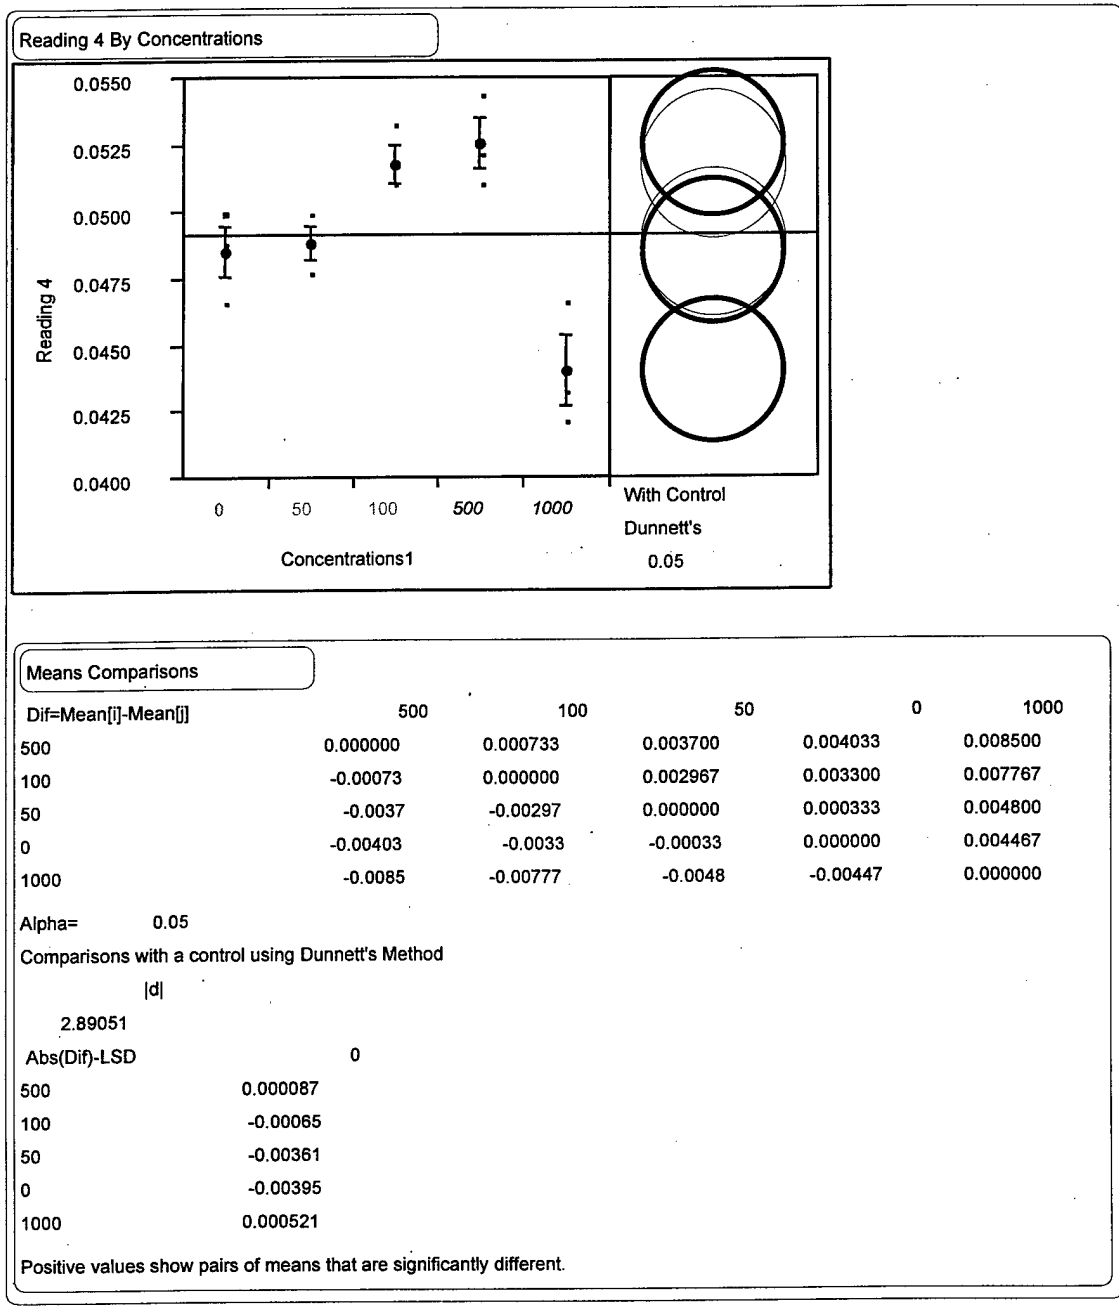 Reading 4 By Concentrations
0.0550
0.0525
0.0500
0.0475
0.0450
0.0425
0.0400
Reading 4
0 50 100 500 1000
Concentrations1
With Control
Dunnett's
0.05
Means Comparisons
Dif=Mean[i]-Mean[j] 500 100 50 0 1000
500 0.000000 0.000733 0.003700 0.004033 0.008500
100 -0.00073 0.000000 0.002967 0.003300 0.007767
50 -0.0037 -0.00297 0.000000 0.000333 0.004800
0 -0.00403 -0.0033 -0.00033 0.000000 0.004467
1000 -0.0085 -0.00777 -0.0048 -0.00447 0.000000
Alpha= 0.05
Comparisons with a control using Dunnett's Method
|d|
2.89051
Abs(Dif)-LSD 0
500 0.000087
100 -0.00065
50 -0.00361
0 -0.00395
1000 0.000521
Positive values show pairs of means that are significantly different.